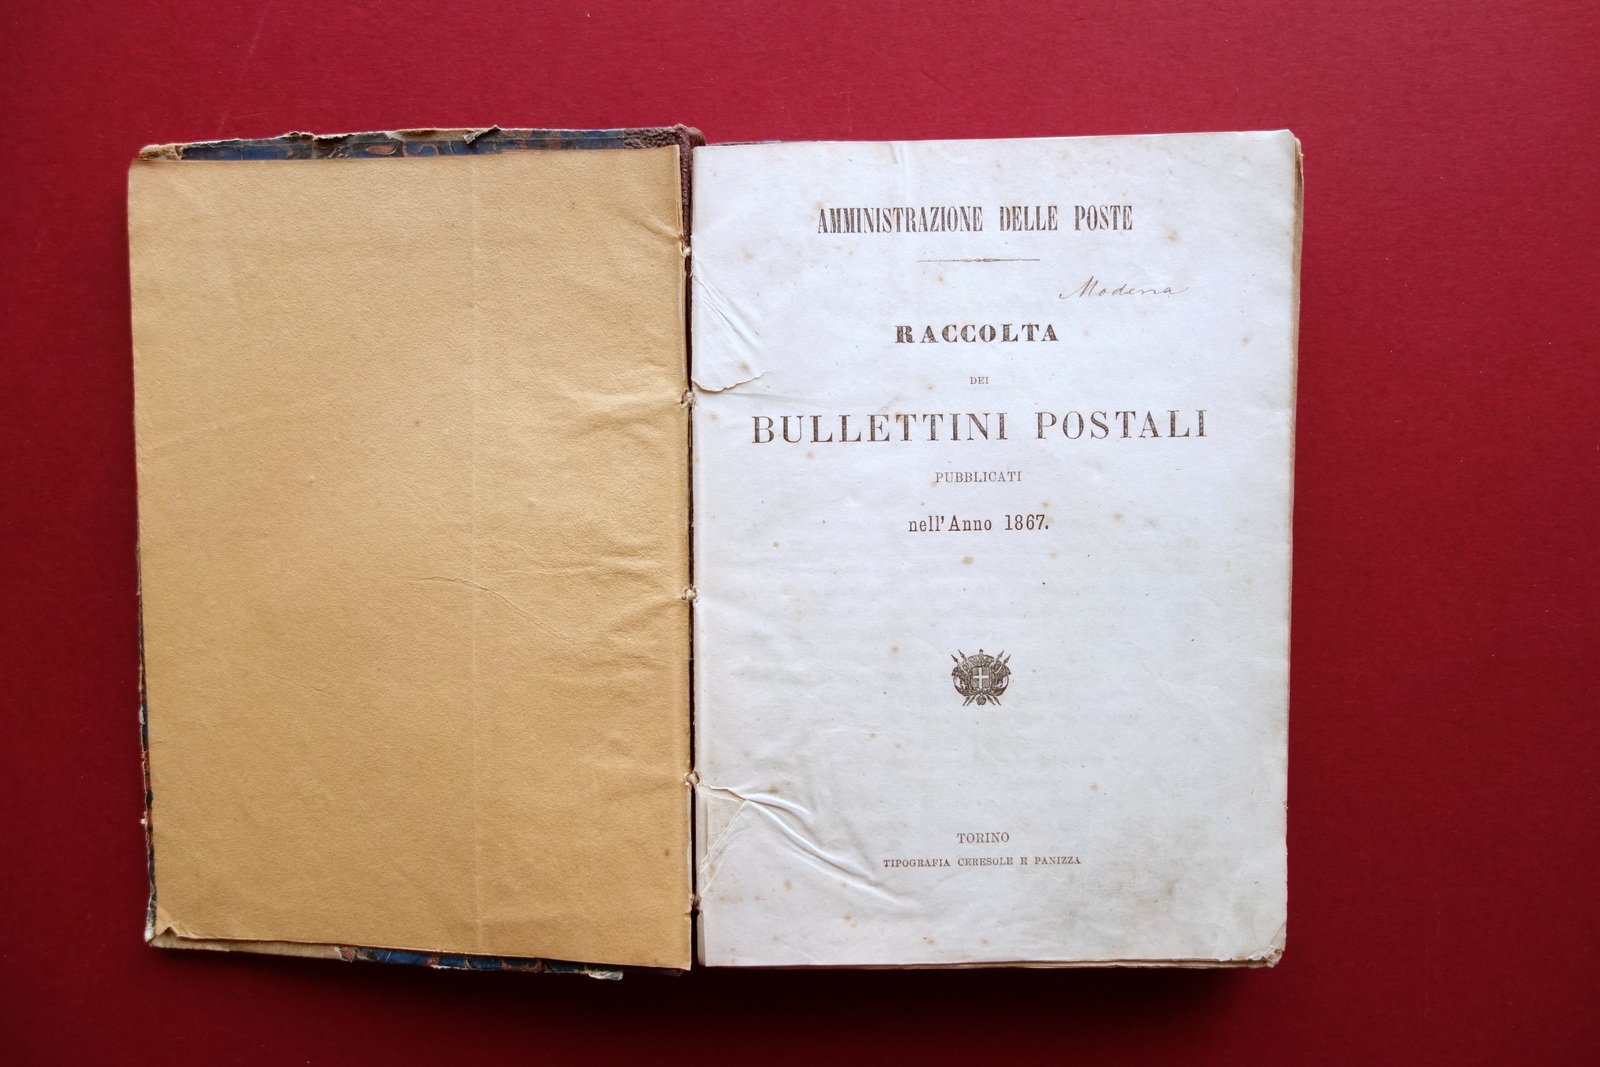 AMMINISTRAZIONE DELLE POSTE
Modena
RACCOLTA
DEI
BULLETTINI POSTALI
PUBBLICATI
nell'Anno 1867.
TORINO
TIPOGRAFIA CERESOLE E PANIZZA